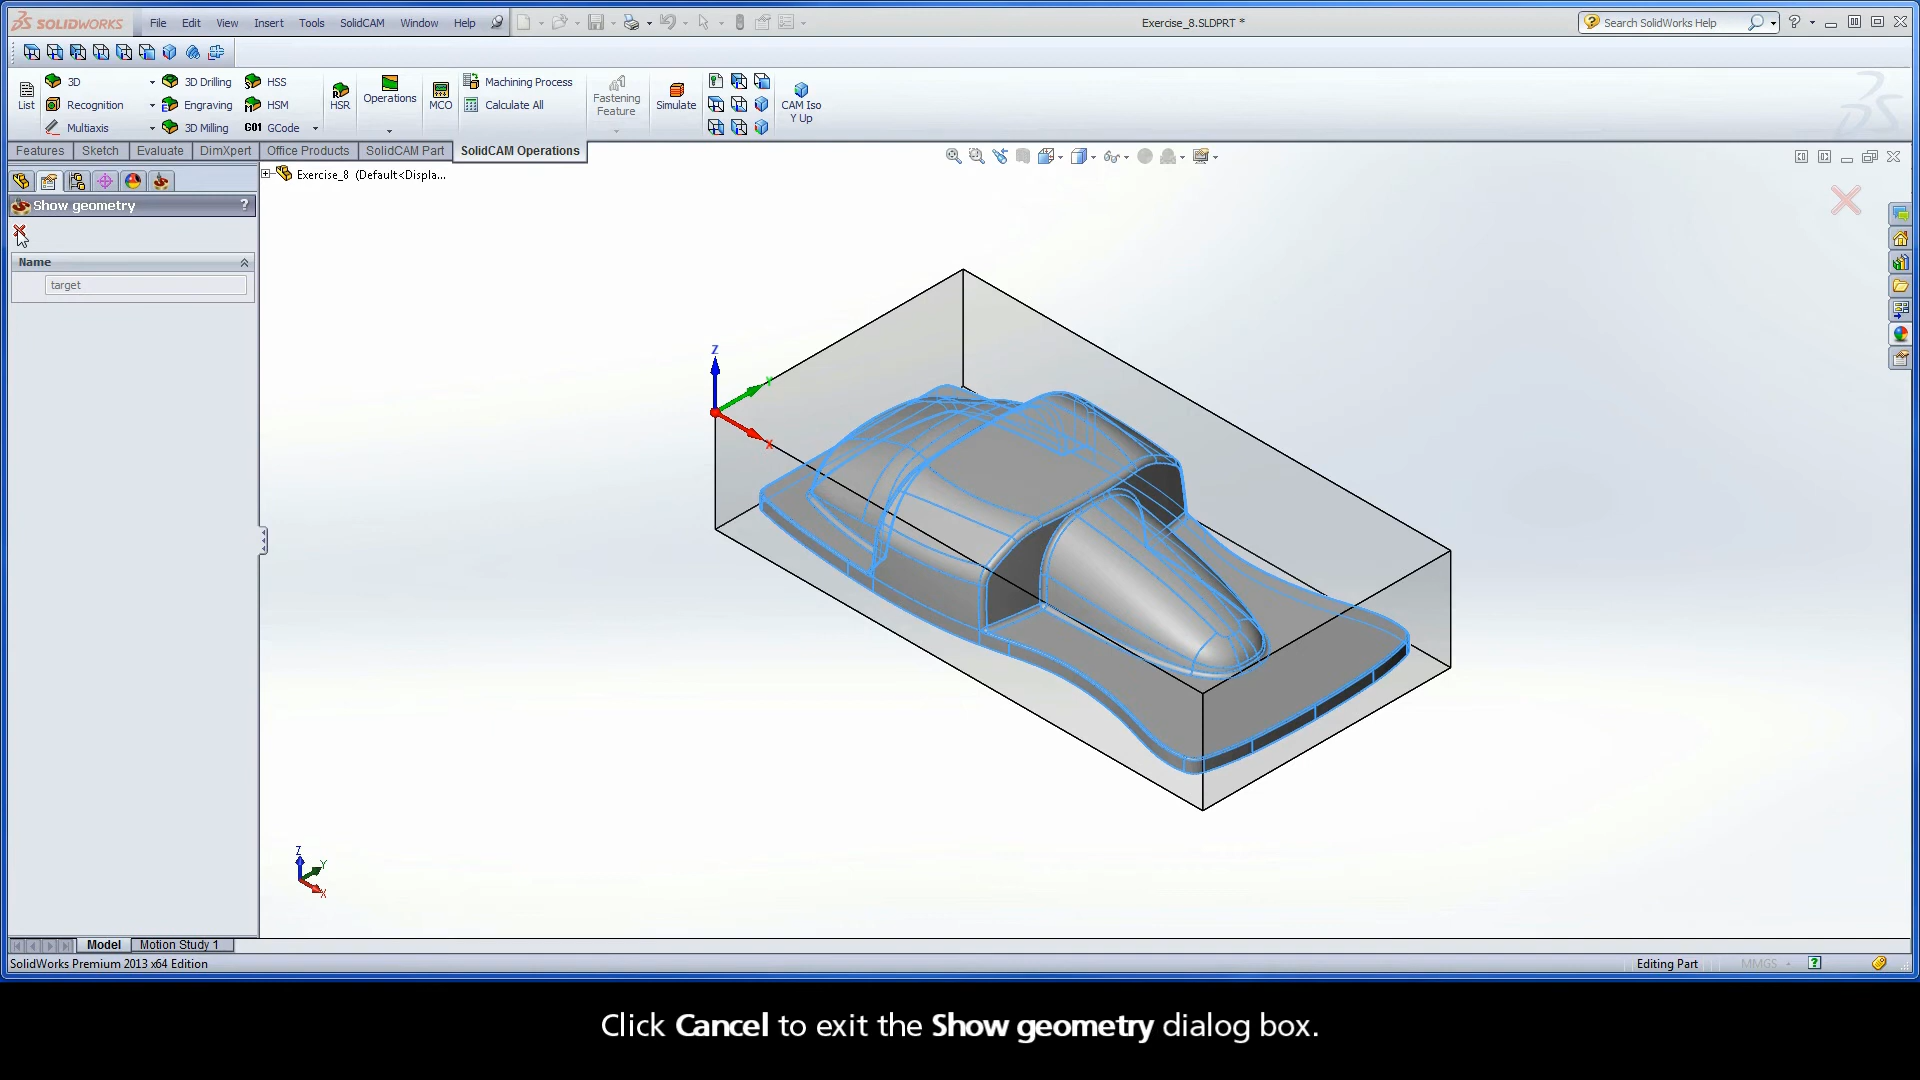 SOLIDWORKS File Edit View Insert Tools SolidCAM Window Help Exercise_8.SLDPRT * Search SolidWorks Help
3D 3D Drilling HSS Machining Process
List Recognition Engraving HSM HSR Operations MCO Calculate All Fastening Feature Simulate CAM Iso Y Up
Multiaxis 3D Milling G01 GCode
Features Sketch Evaluate DimXpert Office Products SolidCAM Part SolidCAM Operations
Exercise_8 (Default<Displa...
Show geometry ?
Name
target
Z
Y
X
Z
Y
X
Model Motion Study 1
SolidWorks Premium 2013 x64 Edition Editing Part MMGS
Click Cancel to exit the Show geometry dialog box.